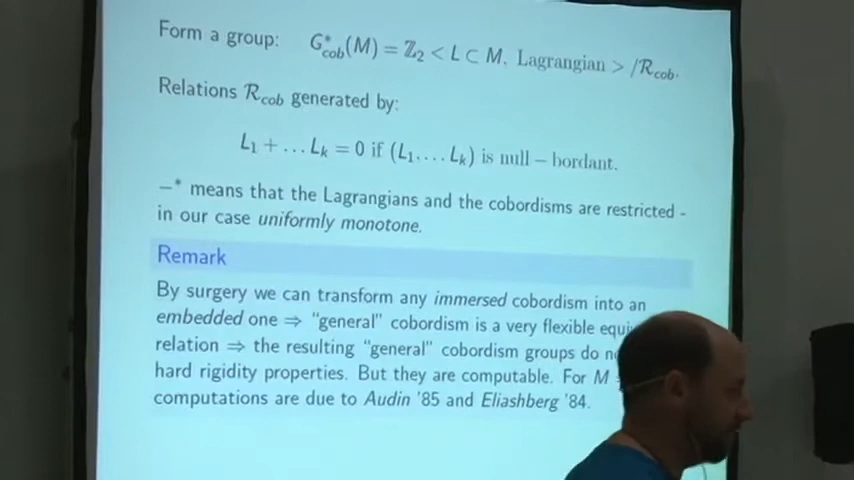 Form a group: G*cob(M) = ℤ₂ < L ⊂ M, Lagrangian > /𝓡cob.
Relations 𝓡cob generated by:
L₁ + … Lₖ = 0 if (L₁, … Lₖ) is null − bordant.
−* means that the Lagrangians and the cobordisms are restricted -
in our case uniformly monotone.
Remark
By surgery we can transform any immersed cobordism into an
embedded one ⇒ "general" cobordism is a very flexible
relation ⇒ the resulting "general" cobordism groups do
hard rigidity properties. But they are computable. For M
computations are due to Audin '85 and Eliashberg '84.